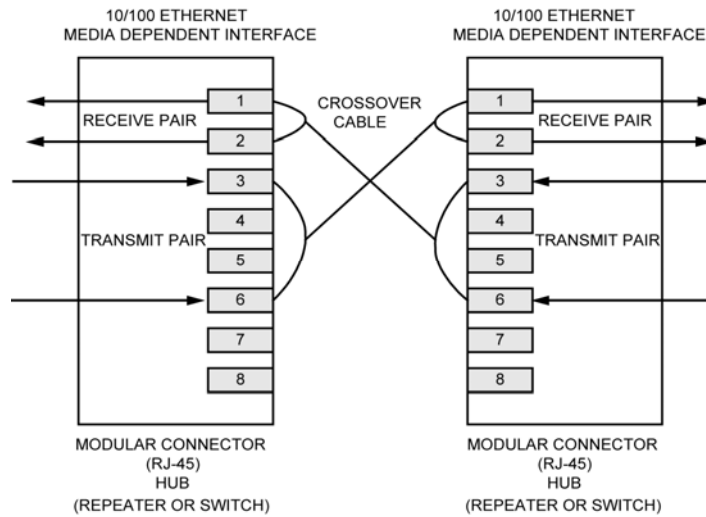 10/100 ETHERNET
MEDIA DEPENDENT INTERFACE
10/100 ETHERNET
MEDIA DEPENDENT INTERFACE
1
RECEIVE PAIR
2
3
4
TRANSMIT PAIR
5
6
7
8
CROSSOVER
CABLE
1
RECEIVE PAIR
2
3
4
TRANSMIT PAIR
5
6
7
8
MODULAR CONNECTOR
(RJ-45)
HUB
(REPEATER OR SWITCH)
MODULAR CONNECTOR
(RJ-45)
HUB
(REPEATER OR SWITCH)